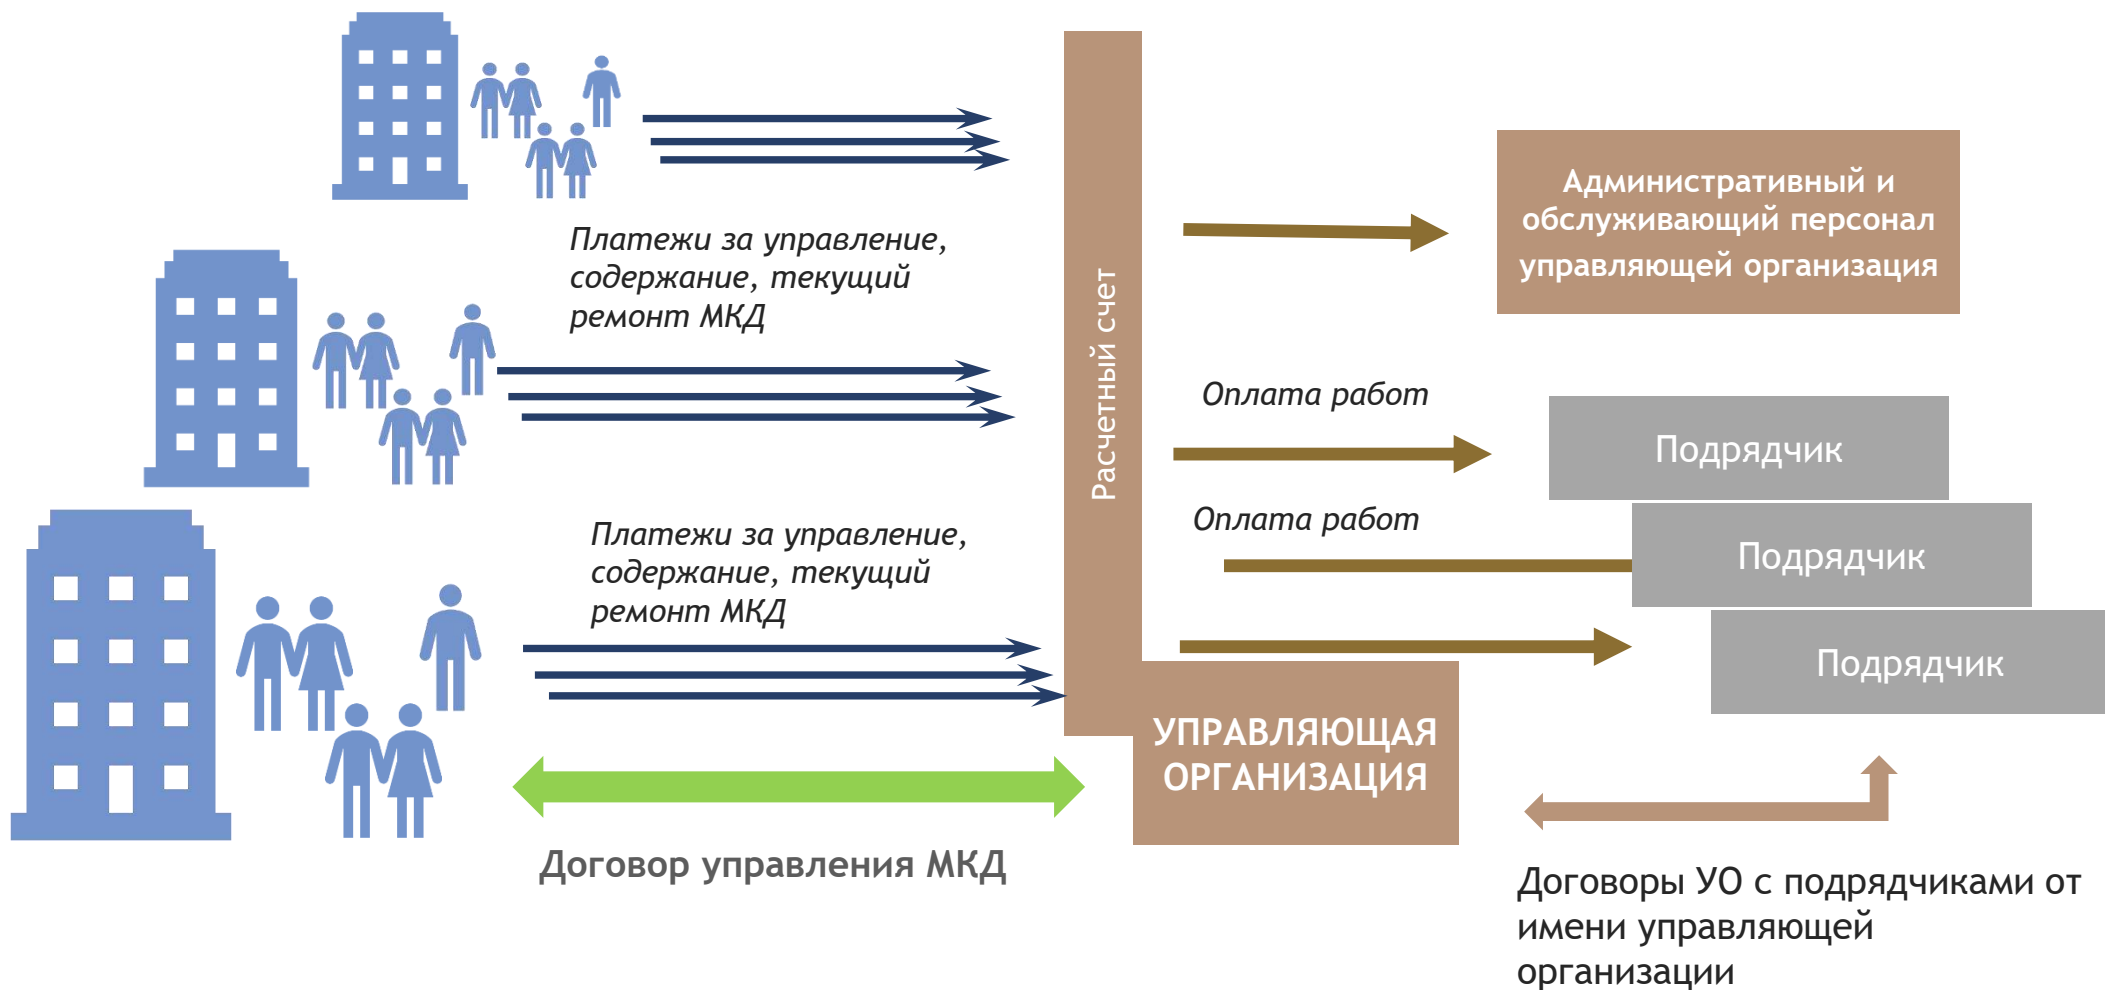 Платежи за управление,
содержание, текущий
ремонт МКД
Платежи за управление,
содержание, текущий
ремонт МКД
Договор управления МКД
Расчетный счет
УПРАВЛЯЮЩАЯ
ОРГАНИЗАЦИЯ
Административный и
обслуживающий персонал
управляющей организация
Оплата работ
Подрядчик
Оплата работ
Подрядчик
Подрядчик
Договоры УО с подрядчиками от
имени управляющей
организации